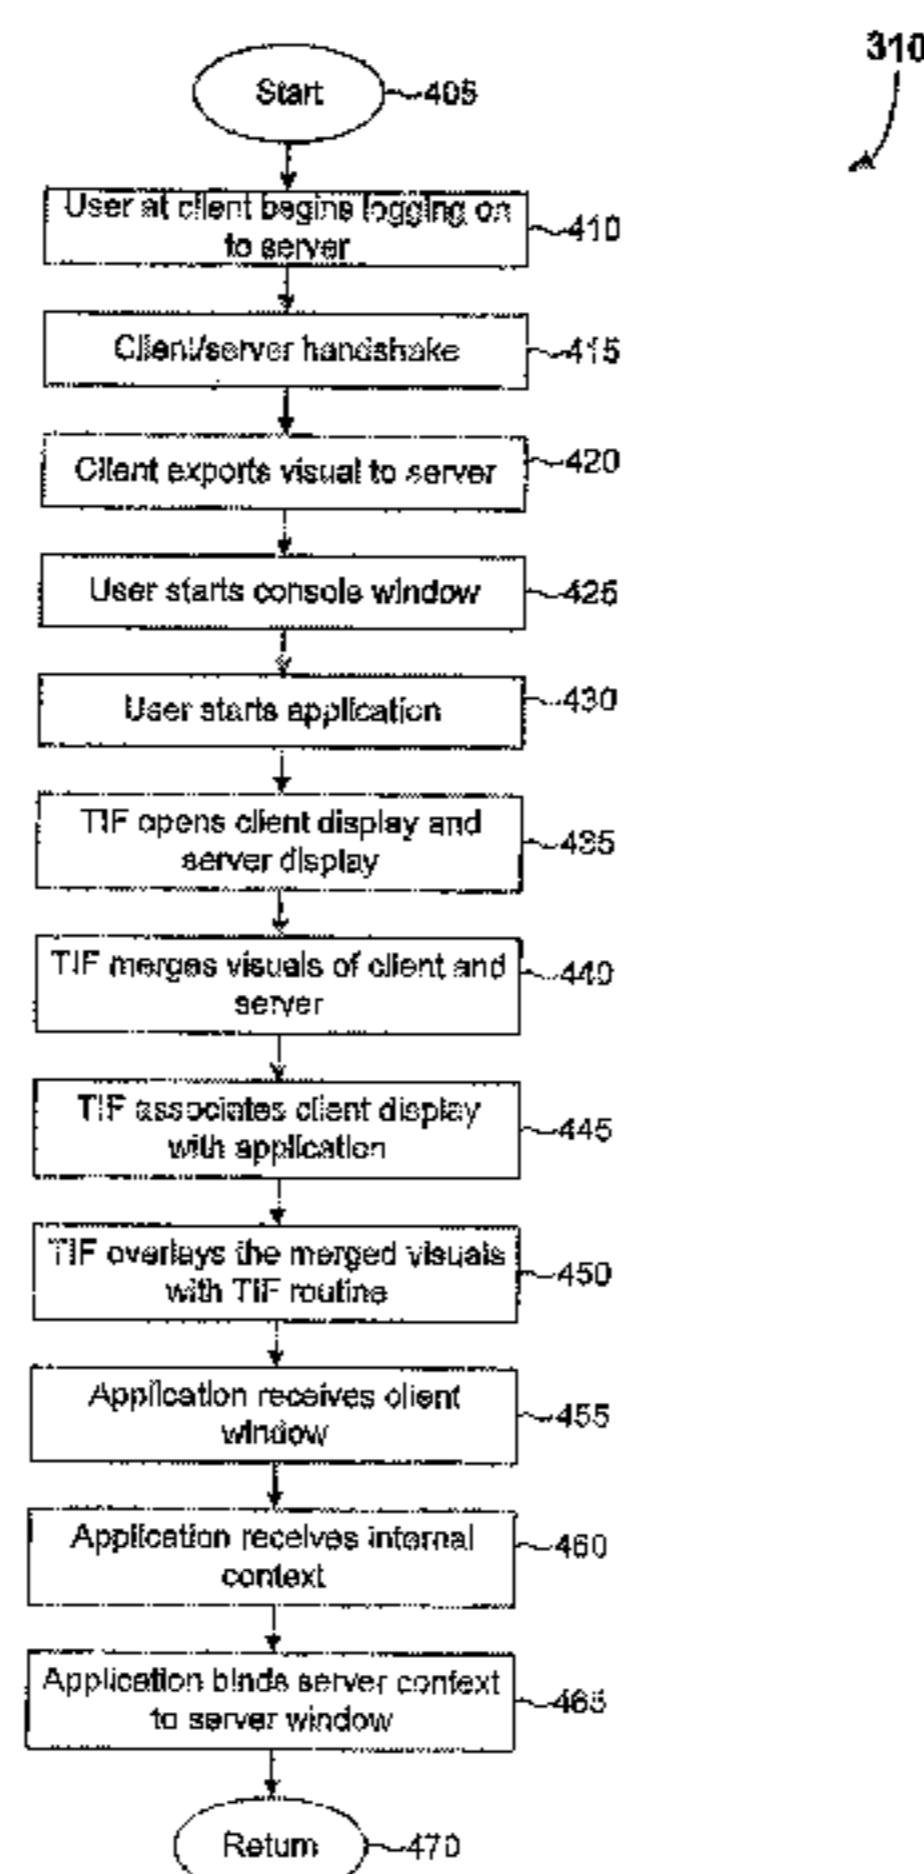 310
Start
405
User at client begins logging on
to server
410
Client/server handshake
415
Client exports visual to server
420
User starts console window
425
User starts application
430
TIF opens client display and
server display
435
TIF merges visuals of client and
server
440
TIF associates client display
with application
445
TIF overlays the merged visuals
with TIF routine
450
Application receives client
window
455
Application receives internal
context
460
Application binds server context
to server window
465
Return
470